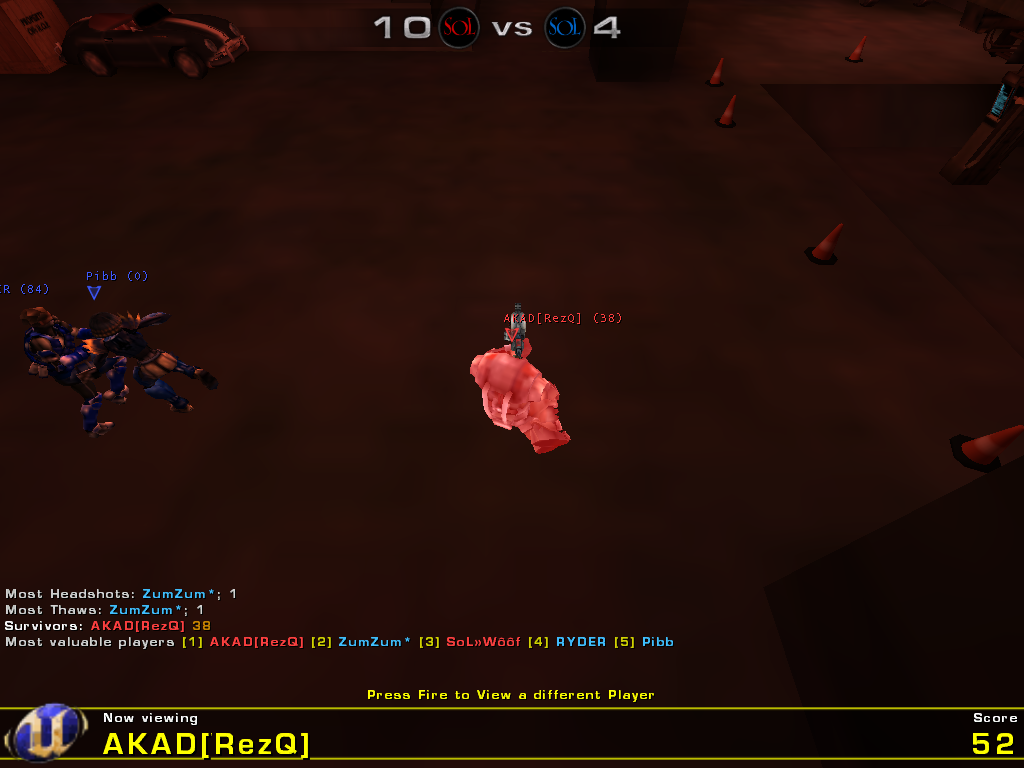 10 SOL vs SOL 4
Pibb (0)
R (84)
AKAD[RezQ] (38)
Most Headshots: ZumZum*; 1
Most Thaws: ZumZum*; 1
Survivors: AKAD[RezQ] 38
Most valuable players [1] AKAD[RezQ] [2] ZumZum* [3] SoL»Wôôf [4] RYDER [5] Pibb
Press Fire to View a different Player
Now viewing
AKAD[RezQ]
Score
52